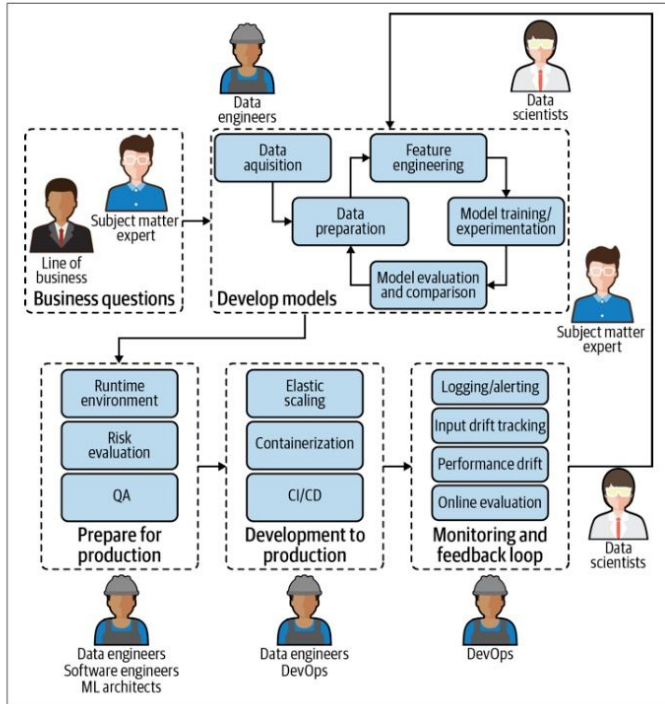 Data
engineers
Data
scientists
Subject matter
expert
Line of
business
Business questions
Data
aquisition
Feature
engineering
Data
preparation
Model training/
experimentation
Model evaluation
and comparison
Develop models
Subject matter
expert
Runtime
environment
Risk
evaluation
QA
Prepare for
production
Elastic
scaling
Containerization
CI/CD
Development to
production
Logging/alerting
Input drift tracking
Performance drift
Online evaluation
Monitoring and
feedback loop
Data
scientists
Data engineers
Software engineers
ML architects
Data engineers
DevOps
DevOps